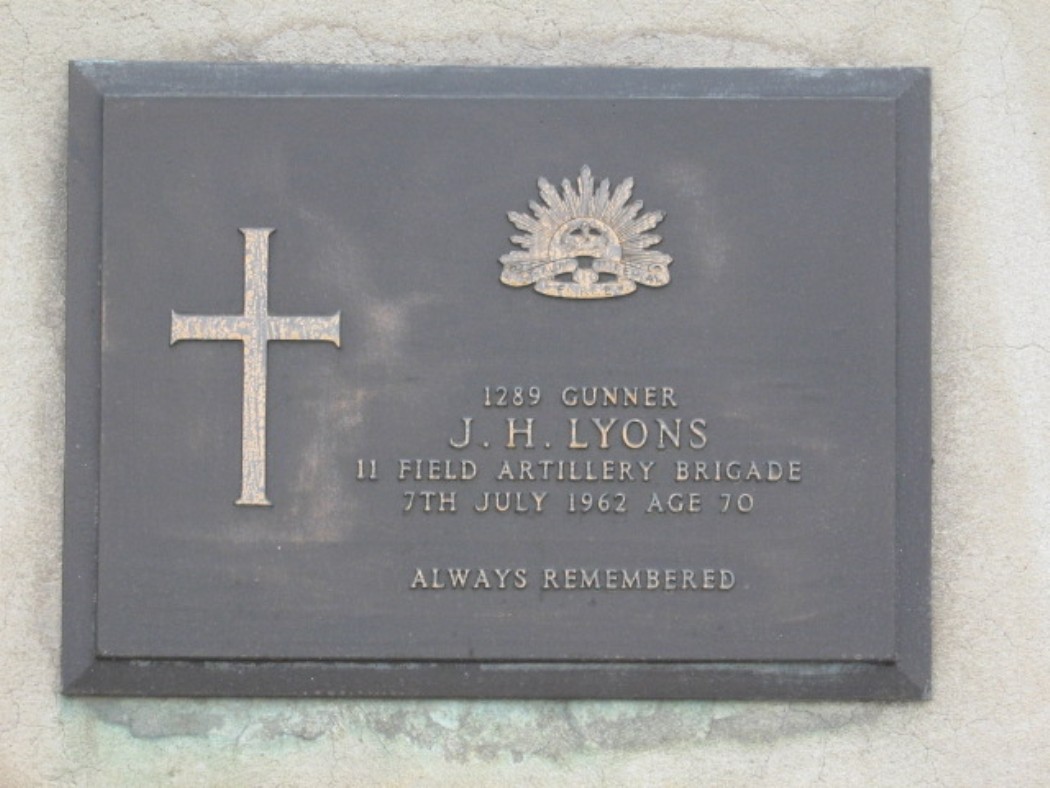 1289 GUNNER
J. H. LYONS
11 FIELD ARTILLERY BRIGADE
7TH JULY 1962 AGE 70
ALWAYS REMEMBERED